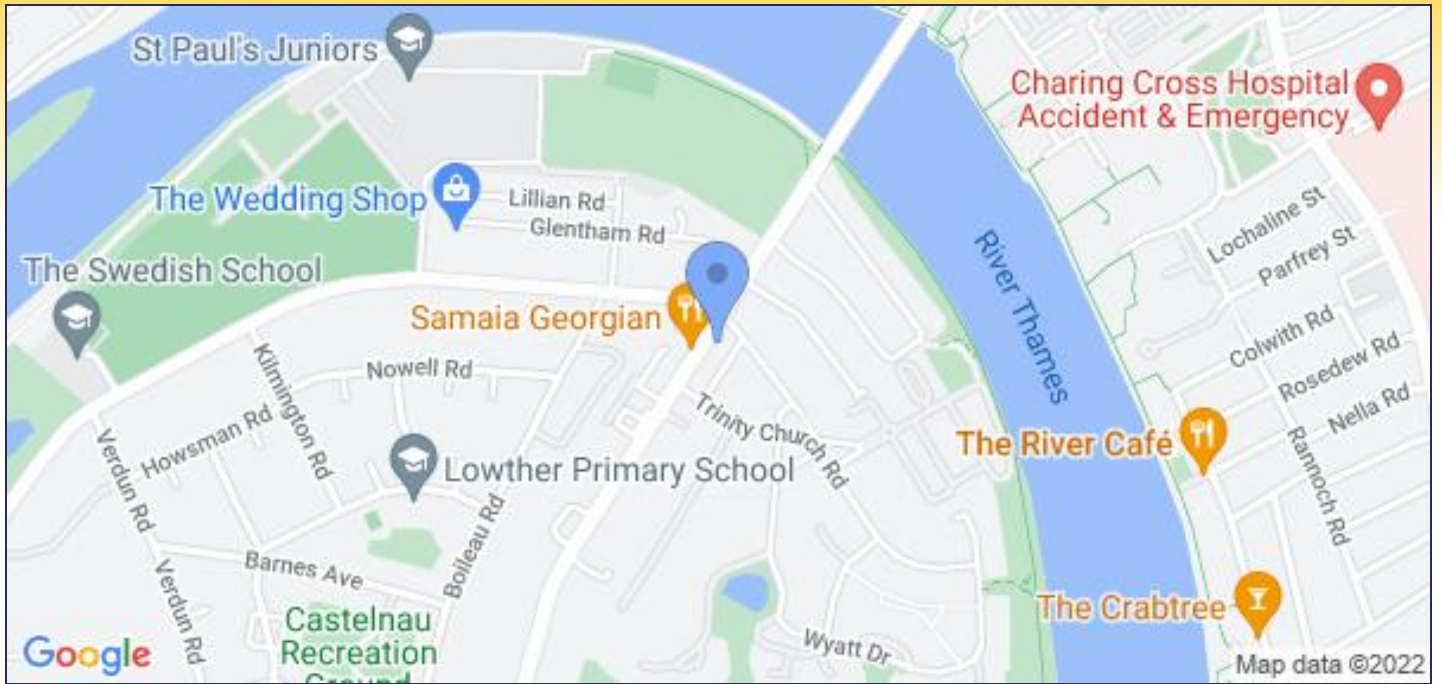 St Paul's Juniors
Charing Cross Hospital
Accident & Emergency
The Wedding Shop
Lillian Rd
Glentham Rd
Lochaline St
Parfrey St
The Swedish School
River Thames
Samaia Georgian
Colwith Rd
Rosedew Rd
Nella Rd
Kilmington Rd
Nowell Rd
Howsman Rd
Trinity Church Rd
The River Café
Rannoch Rd
Verdun Rd
Lowther Primary School
Boileau Rd
Barnes Ave
Verdun Rd
Castelnau
Recreation
Ground
Wyatt Dr
The Crabtree
Google
Map data ©2022